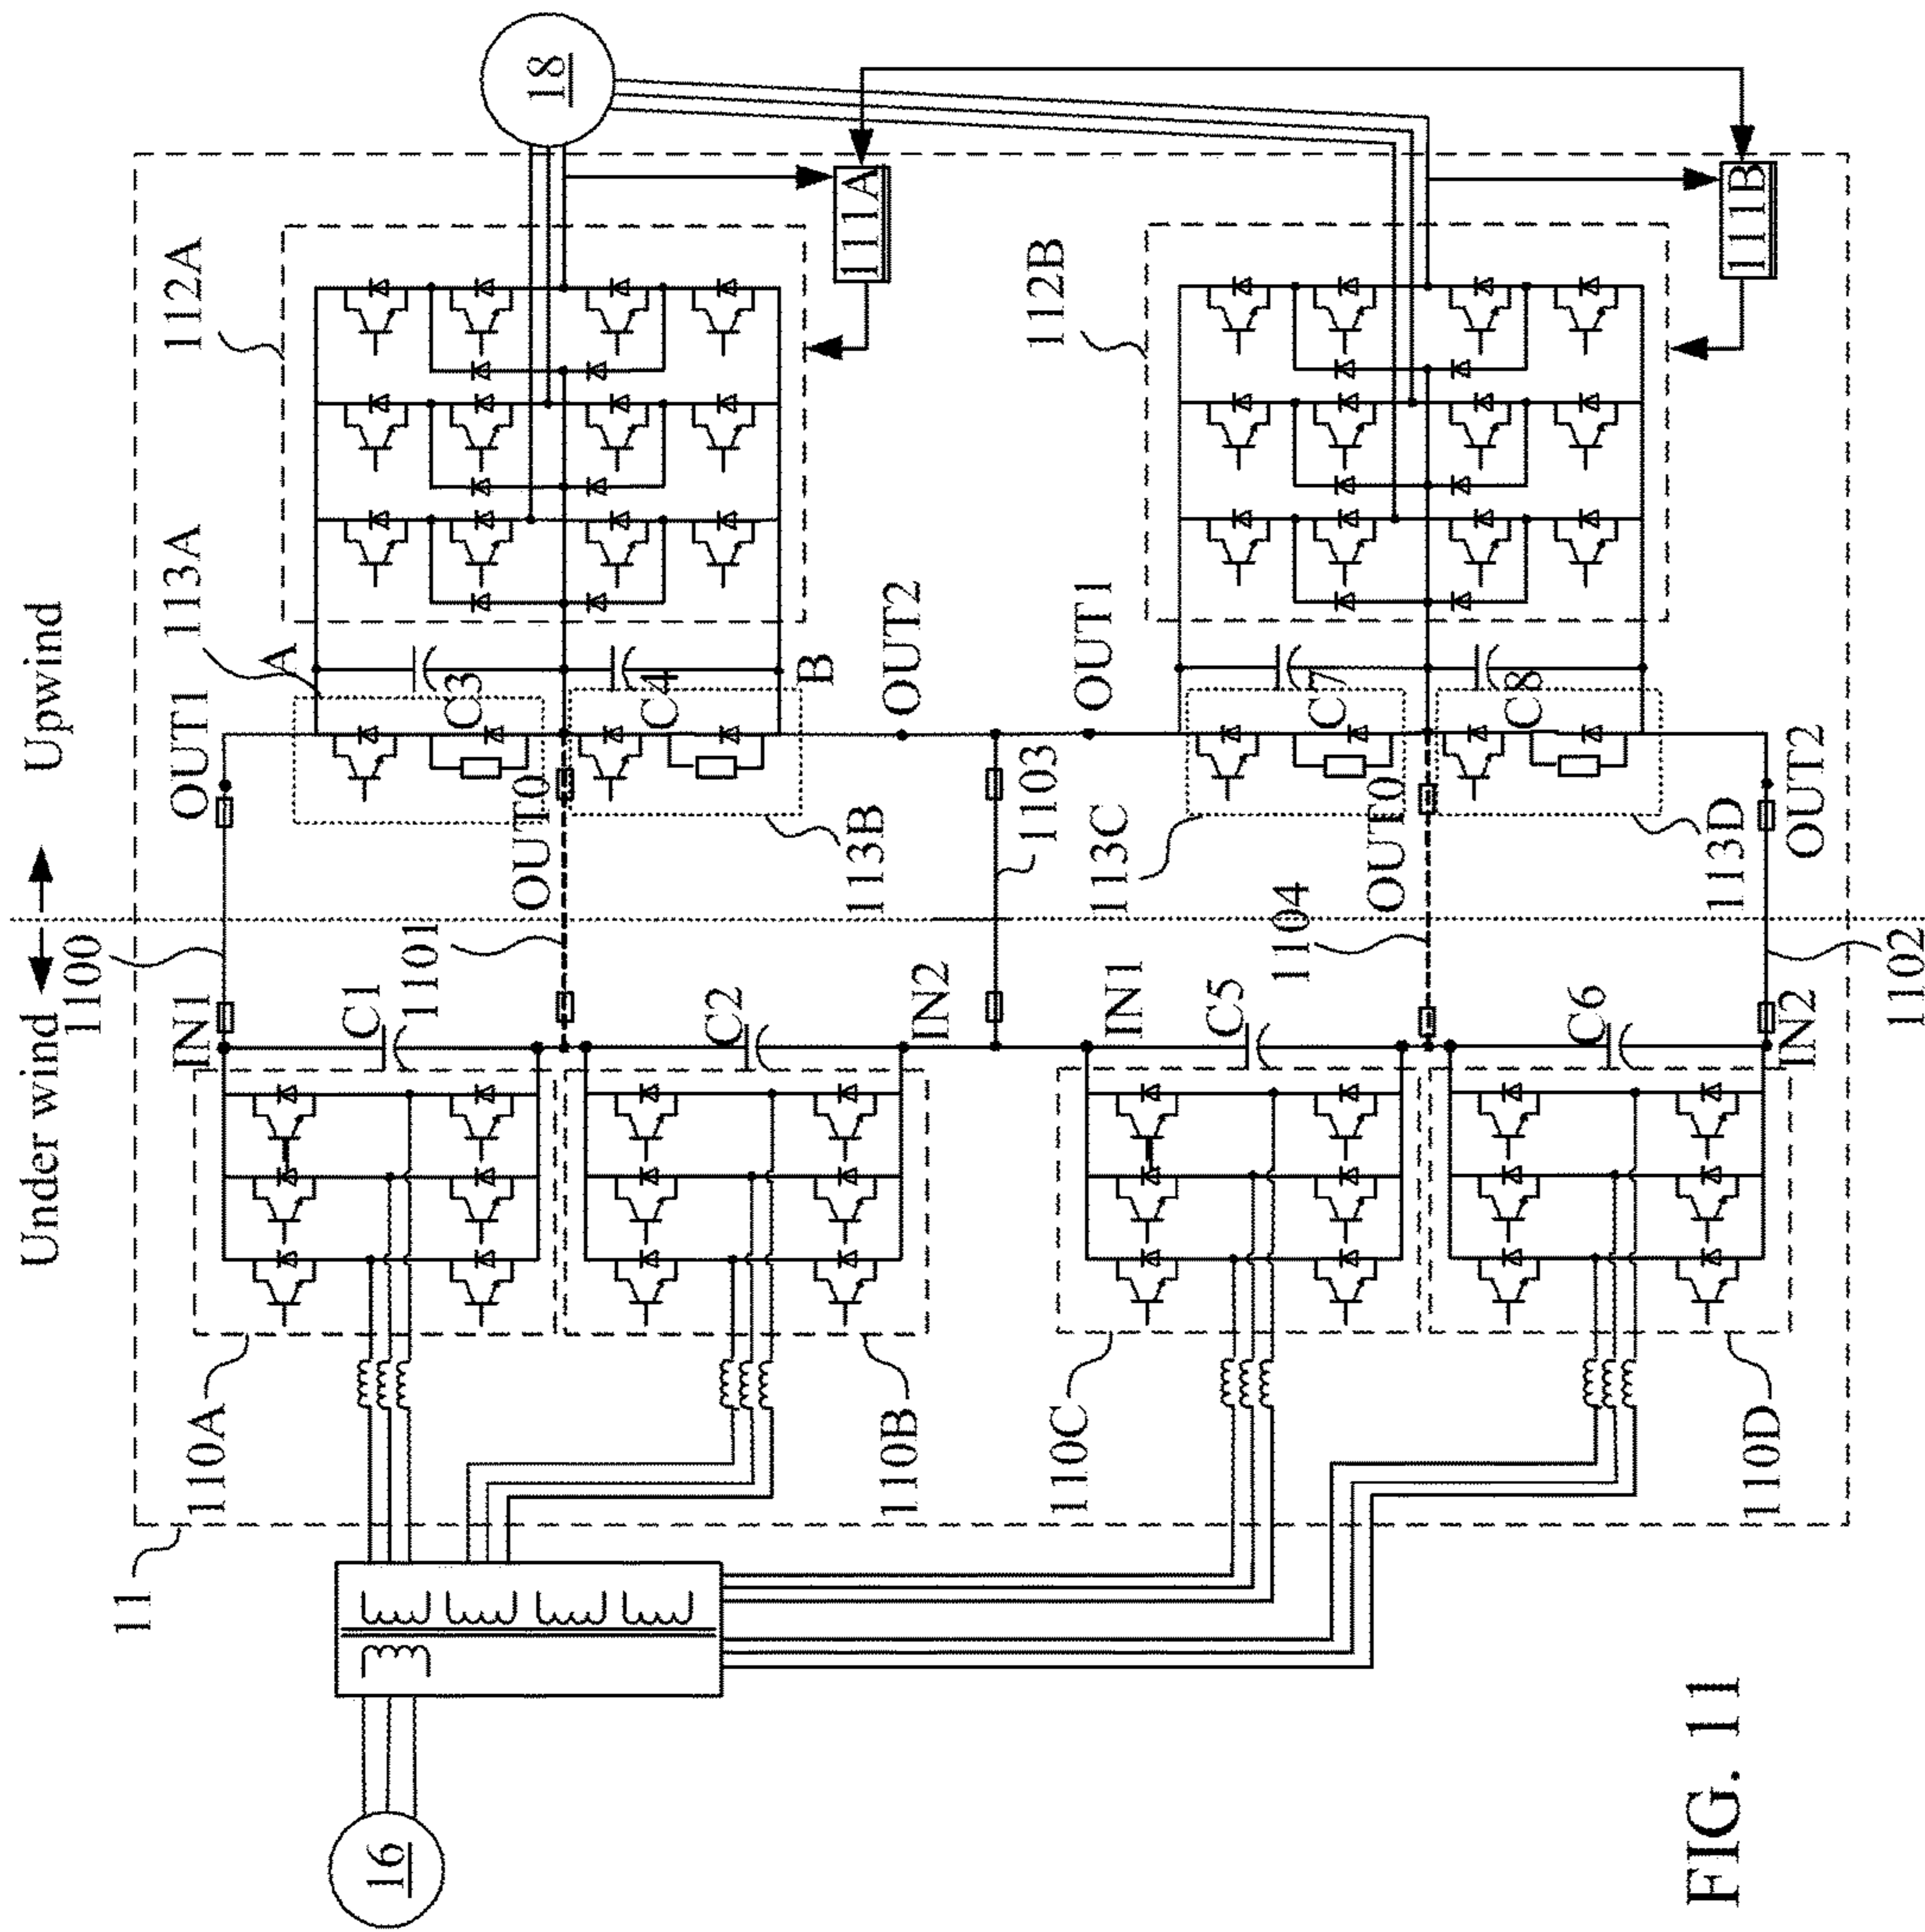 Under wind
Upwind
1100
IN1
OUT1
A
113A
112A
18
11
110A
C1
1101
OUT0
C3
C4
B
111A
16
110B
C2
IN2
113B
OUT2
1103
OUT1
112B
110C
IN1
C5
1104
113C
OUT0
C7
C8
111B
110D
C6
IN2
1102
113D
OUT2
FIG. 11